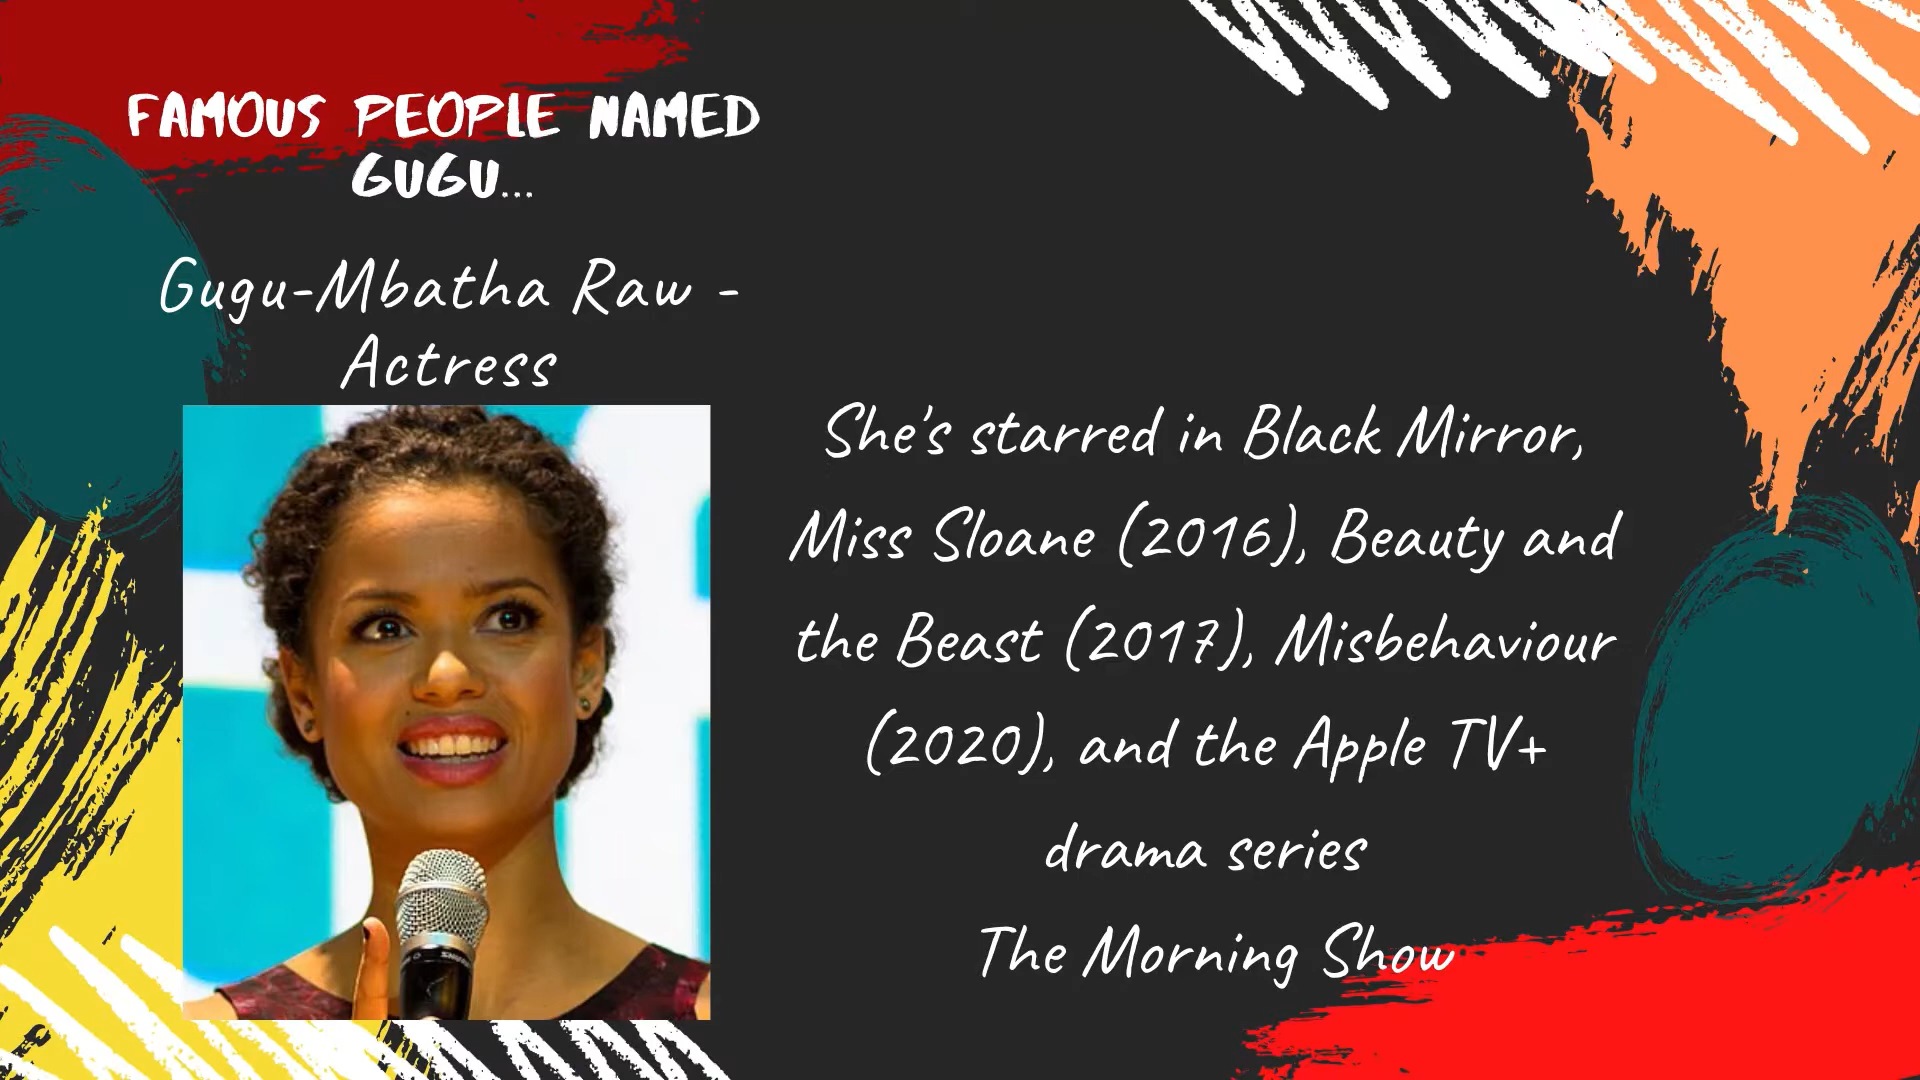 FAMOUS PEOPLE NAMED
GUGU...
Gugu-Mbatha Raw -
Actress
She's starred in Black Mirror,
Miss Sloane (2016), Beauty and
the Beast (2017), Misbehaviour
(2020), and the Apple TV+
drama series
The Morning Show